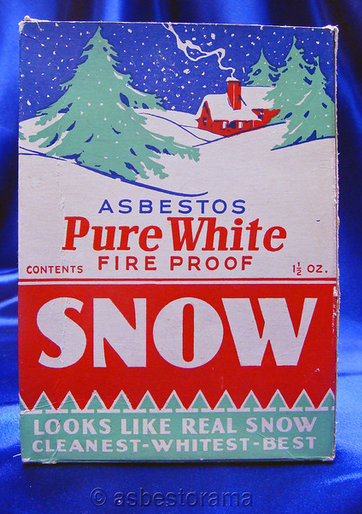 ASBESTOS
Pure White
CONTENTS FIRE PROOF 1½ OZ.
SNOW
LOOKS LIKE REAL SNOW
CLEANEST-WHITEST-BEST
© asbestorama